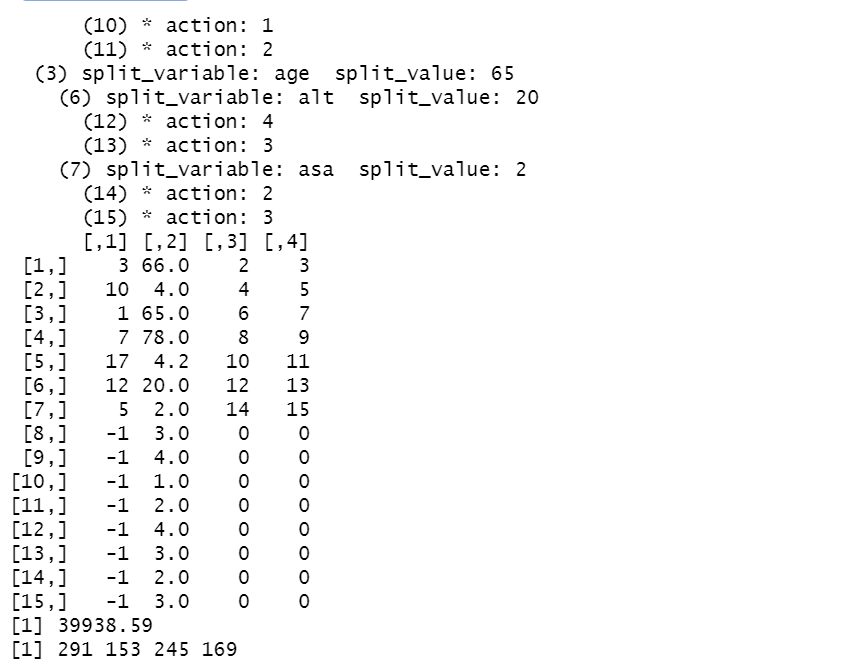 (10) * action: 1
(11) * action: 2
(3) split_variable: age  split_value: 65
(6) split_variable: alt  split_value: 20
(12) * action: 4
(13) * action: 3
(7) split_variable: asa  split_value: 2
(14) * action: 2
(15) * action: 3
[,1] [,2] [,3] [,4]
[1,] 3 66.0 2 3
[2,] 10 4.0 4 5
[3,] 1 65.0 6 7
[4,] 7 78.0 8 9
[5,] 17 4.2 10 11
[6,] 12 20.0 12 13
[7,] 5 2.0 14 15
[8,] -1 3.0 0 0
[9,] -1 4.0 0 0
[10,] -1 1.0 0 0
[11,] -1 2.0 0 0
[12,] -1 4.0 0 0
[13,] -1 3.0 0 0
[14,] -1 2.0 0 0
[15,] -1 3.0 0 0
[1] 39938.59
[1] 291 153 245 169